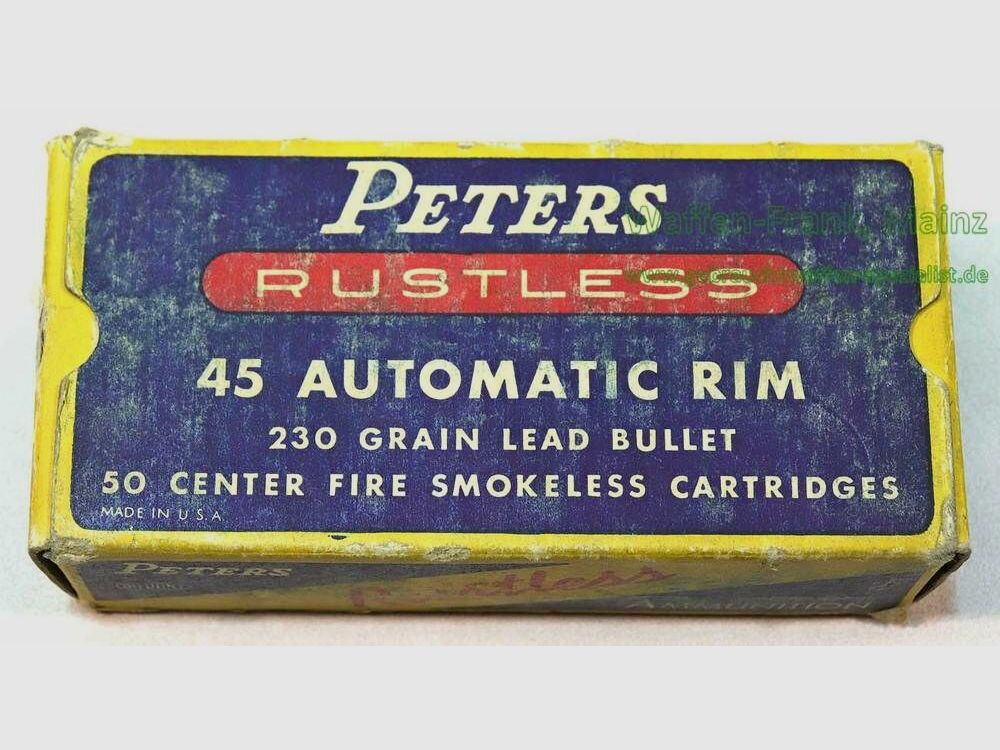 PETERS
Waffen-Frank, Mainz
RUSTLESS
45 AUTOMATIC RIM
230 GRAIN LEAD BULLET
50 CENTER FIRE SMOKELESS CARTRIDGES
MADE IN U.S.A.
PETERS
Rustless
AMMUNITION